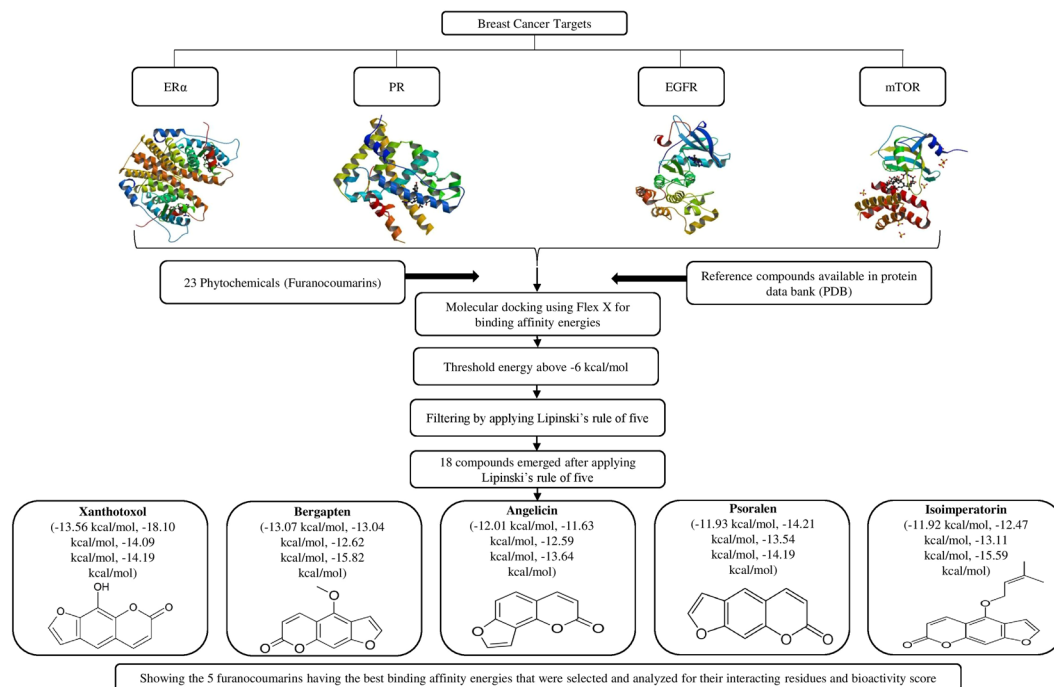 Breast Cancer Targets
ERα
PR
EGFR
mTOR
23 Phytochemicals (Furanocoumarins)
Reference compounds available in protein
data bank (PDB)
Molecular docking using Flex X for
binding affinity energies
Threshold energy above -6 kcal/mol
Filtering by applying Lipinski’s rule of five
18 compounds emerged after applying
Lipinski’s rule of five
Xanthotoxol
(-13.56 kcal/mol, -18.10
kcal/mol, -14.09
kcal/mol, -14.19
kcal/mol)
OH
O
O
O
Bergapten
(-13.07 kcal/mol, -13.04
kcal/mol, -12.62
kcal/mol, -15.82
kcal/mol)
O
O
O
O
Angelicin
(-12.01 kcal/mol, -11.63
kcal/mol, -12.59
kcal/mol, -13.64
kcal/mol)
O
O
O
Psoralen
(-11.93 kcal/mol, -14.21
kcal/mol, -13.54
kcal/mol, -14.19
kcal/mol)
O
O
O
Isoimperatorin
(-11.92 kcal/mol, -12.47
kcal/mol, -13.11
kcal/mol, -15.59
kcal/mol)
O
O
O
O
Showing the 5 furanocoumarins having the best binding affinity energies that were selected and analyzed for their interacting residues and bioactivity score